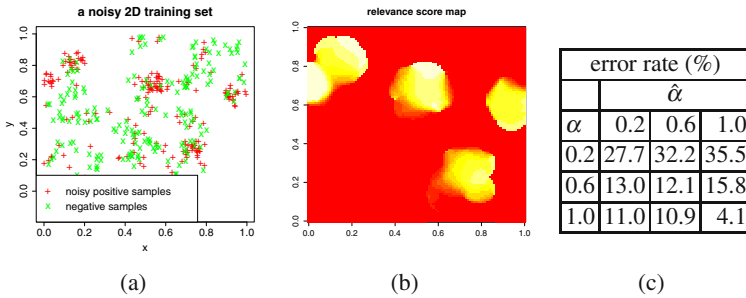 a noisy 2D training set
1.0
0.8
0.6
0.4
0.2
0.0
y
+ noisy positive samples
× negative samples
0.0 0.2 0.4 0.6 0.8 1.0
x
(a)
relevance score map
1.0
0.8
0.6
0.4
0.2
0.0
0.0 0.2 0.4 0.6 0.8 1.0
(b)
error rate (%)
α̂
α 0.2 0.6 1.0
0.2 27.7 32.2 35.5
0.6 13.0 12.1 15.8
1.0 11.0 10.9 4.1
(c)